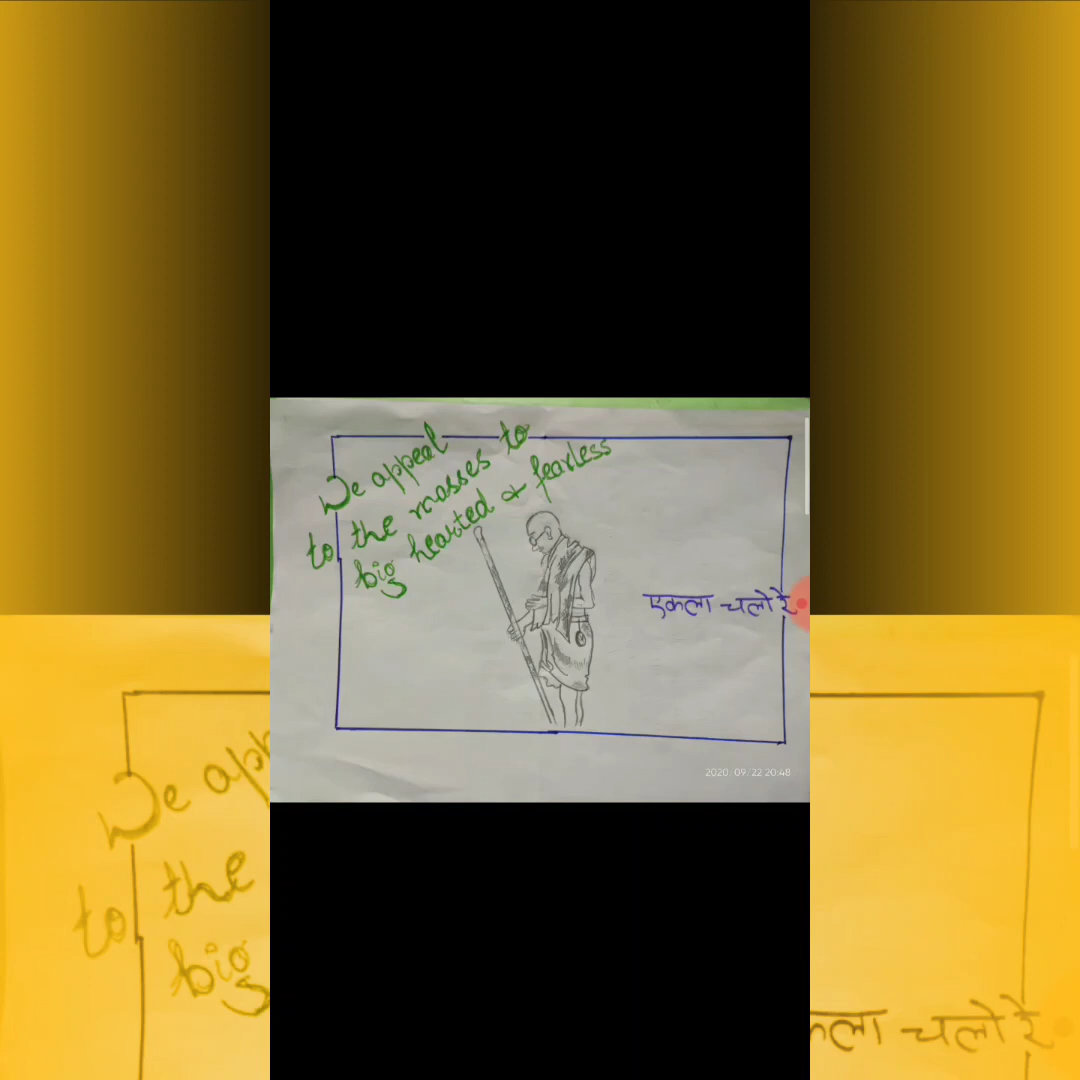 We appeal
to the masses to
big hearted & fearless
एकला चलो रे
2020/09/22 20:48